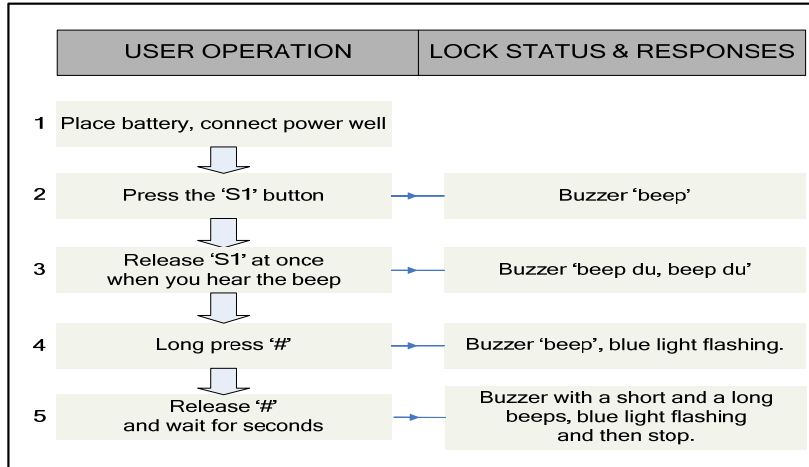 USER OPERATION
LOCK STATUS & RESPONSES
1 Place battery, connect power well
2 Press the ‘S1’ button
Buzzer ‘beep’
3 Release ‘S1’ at once
when you hear the beep
Buzzer ‘beep du, beep du’
4 Long press ‘#’
Buzzer ‘beep’, blue light flashing.
5 Release ‘#’
and wait for seconds
Buzzer with a short and a long
beeps, blue light flashing
and then stop.